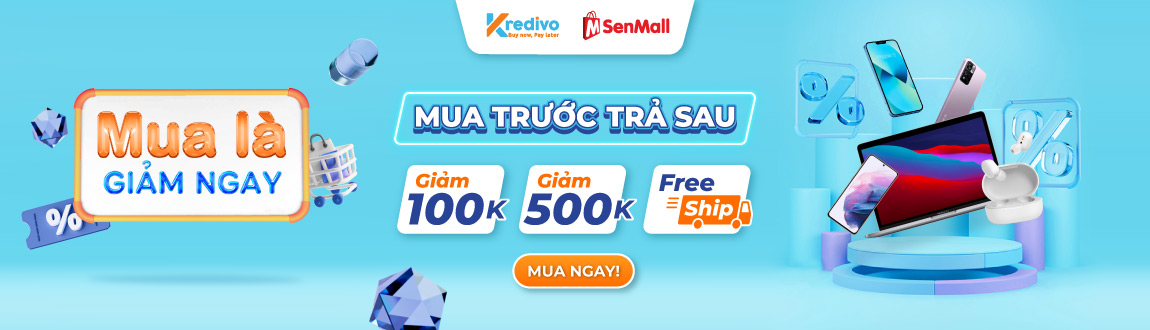 Kredivo
Buy now, Pay later
SenMall
Mua là
GIẢM NGAY
%
MUA TRƯỚC TRẢ SAU
Giảm
100K
Giảm
500K
Free
Ship
MUA NGAY!
%
%